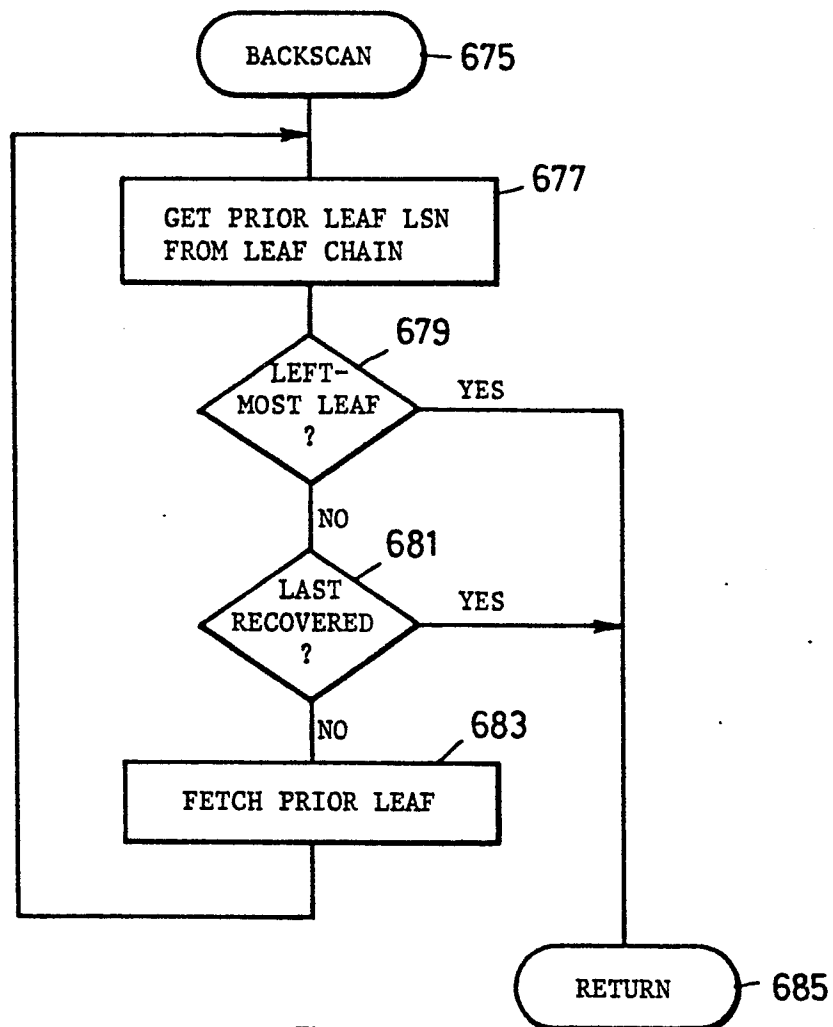 BACKSCAN
675
677
GET PRIOR LEAF LSN
FROM LEAF CHAIN
679
LEFT-
MOST LEAF
?
YES
NO
681
LAST
RECOVERED
?
YES
NO
683
FETCH PRIOR LEAF
RETURN
685